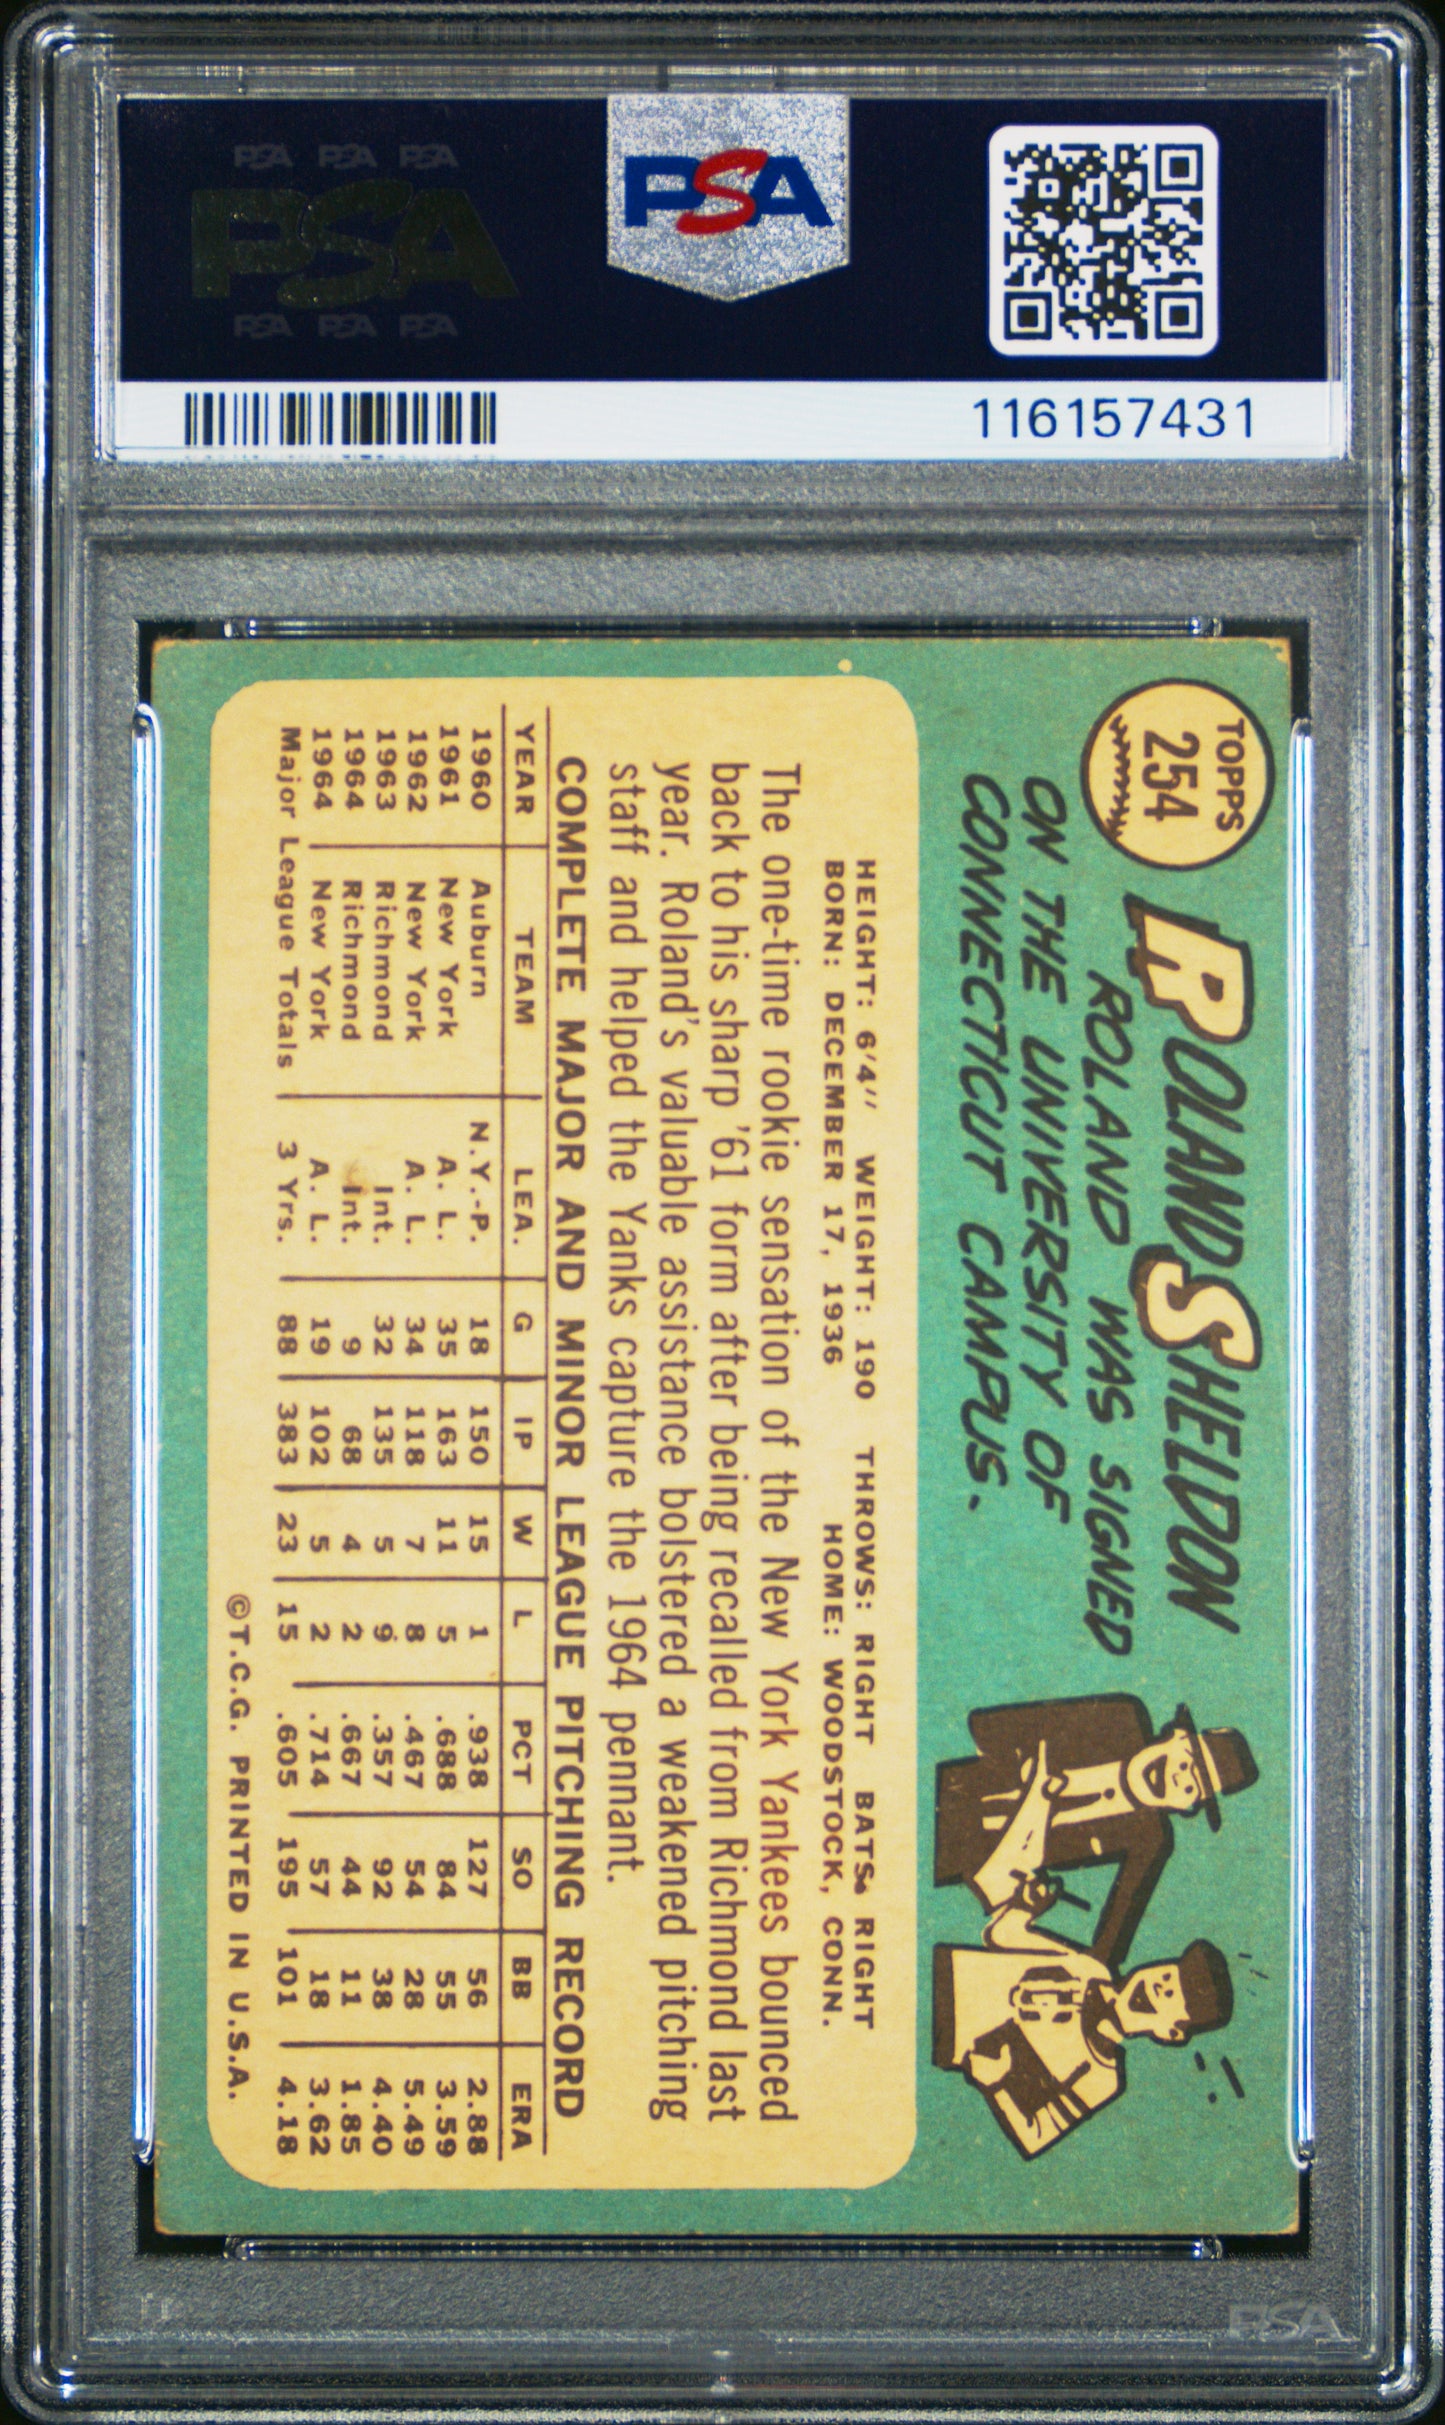 PSA PSA PSA
PSA
PSA PSA PSA
PSA
116157431
TOPPS
254
ROLAND SHELDON
ROLAND WAS SIGNED
ON THE UNIVERSITY OF
CONNECTICUT CAMPUS.
HEIGHT: 6'4" WEIGHT: 190 THROWS: RIGHT BATS: RIGHT
BORN: DECEMBER 17, 1936 HOME: WOODSTOCK, CONN.
The one-time rookie sensation of the New York Yankees bounced
back to his sharp '61 form after being recalled from Richmond last
year. Roland's valuable assistance bolstered a weakened pitching
staff and helped the Yanks capture the 1964 pennant.
COMPLETE MAJOR AND MINOR LEAGUE PITCHING RECORD
YEAR TEAM LEA. G IP W L PCT SO BB ERA
1960 Auburn N.Y.-P. 18 150 15 1 .938 127 56 2.88
1961 New York A. L. 35 163 11 5 .688 84 55 3.59
1962 New York A. L. 34 118 7 8 .467 54 28 5.49
1963 Richmond Int. 32 135 5 9 .357 92 38 4.40
1964 Richmond Int. 9 68 4 2 .667 44 11 1.85
1964 New York A. L. 19 102 5 2 .714 57 18 3.62
Major League Totals 3 Yrs. 88 383 23 15 .605 195 101 4.18
©T.C.G. PRINTED IN U.S.A.
PSA